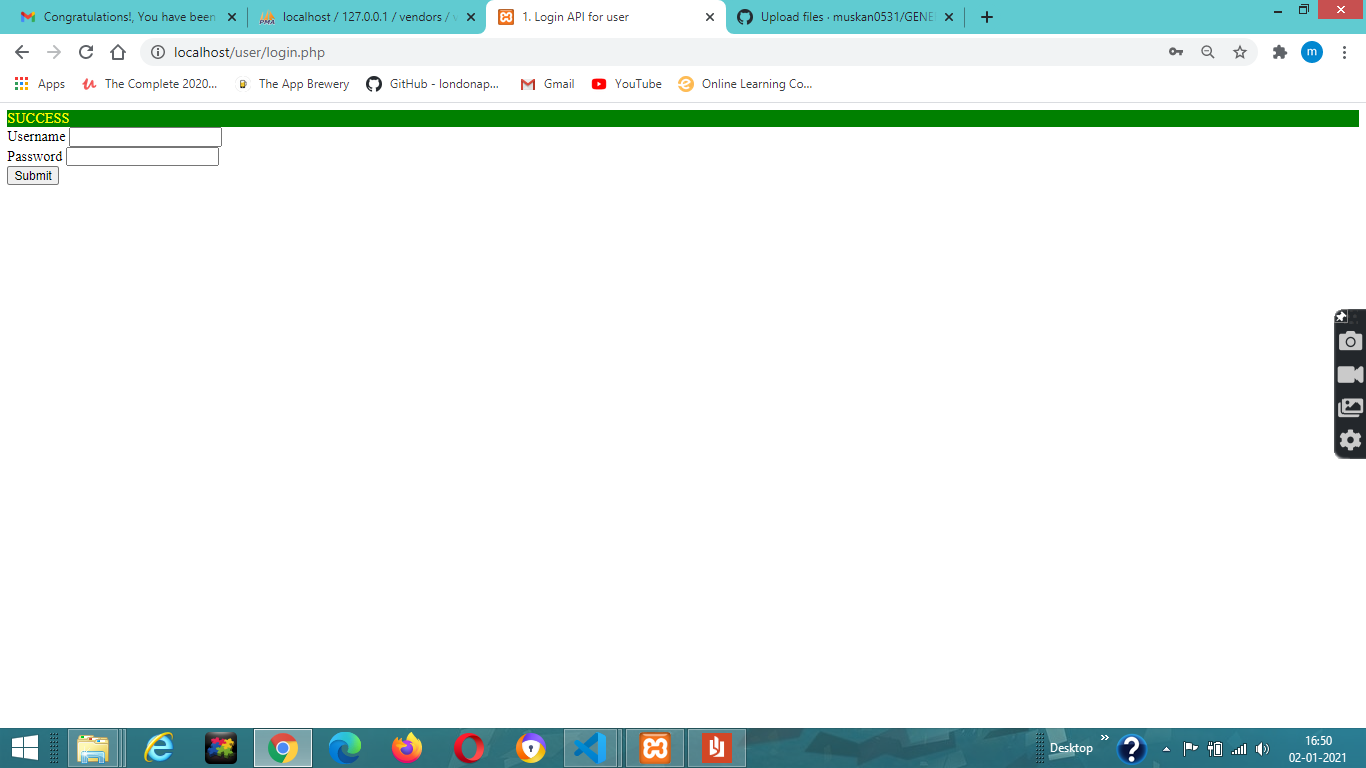 Congratulations!, You have been
localhost / 127.0.0.1 / vendors / v
1. Login API for user
Upload files · muskan0531/GENE
localhost/user/login.php
m
Apps
The Complete 2020...
The App Brewery
GitHub - londonap...
Gmail
YouTube
Online Learning Co...
SUCCESS
Username
Password
Submit
Desktop
16:50
02-01-2021